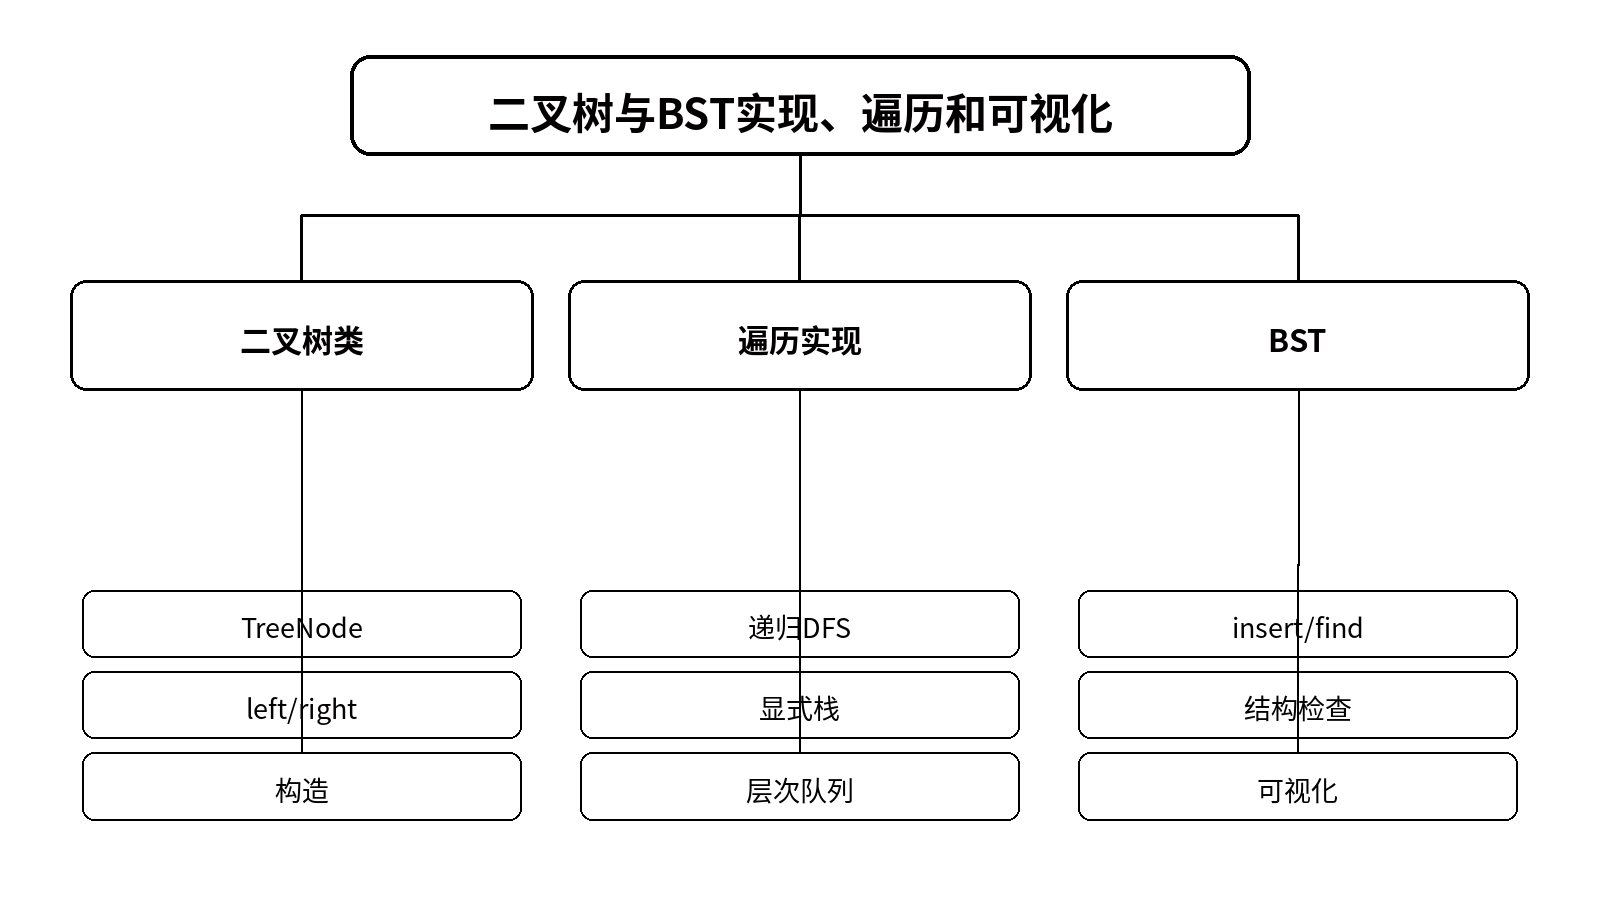 二叉树与BST实现、遍历和可视化
二叉树类
遍历实现
BST
TreeNode
递归DFS
insert/find
left/right
显式栈
结构检查
构造
层次队列
可视化